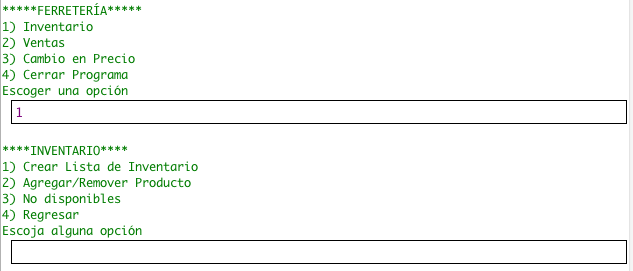 *****FERRETERÍA*****
1) Inventario
2) Ventas
3) Cambio en Precio
4) Cerrar Programa
Escoger una opción
1
****INVENTARIO****
1) Crear Lista de Inventario
2) Agregar/Remover Producto
3) No disponibles
4) Regresar
Escoja alguna opción